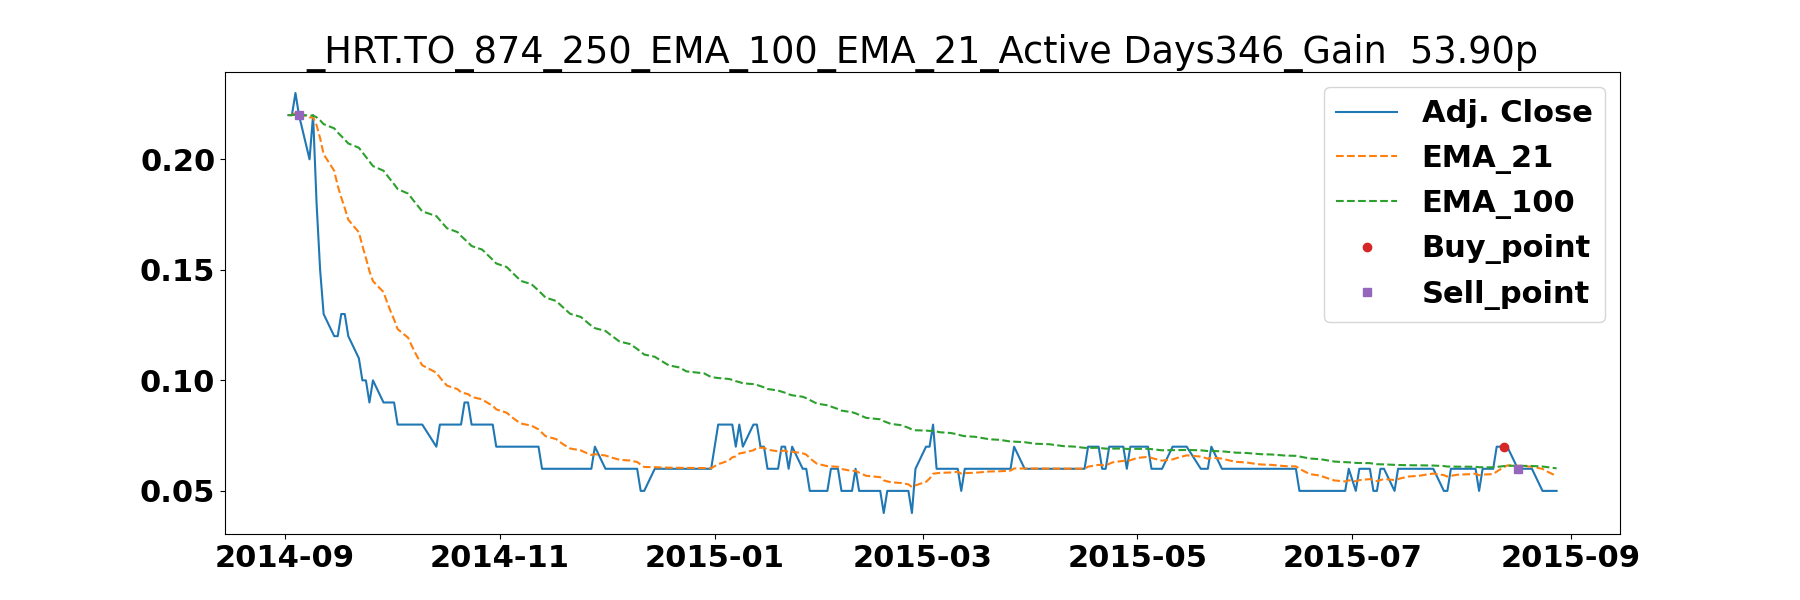 _HRT.TO_874_250_EMA_100_EMA_21_Active Days346_Gain  53.90p
Adj. Close
EMA_21
EMA_100
Buy_point
Sell_point
0.20
0.15
0.10
0.05
2014-09 2014-11 2015-01 2015-03 2015-05 2015-07 2015-09